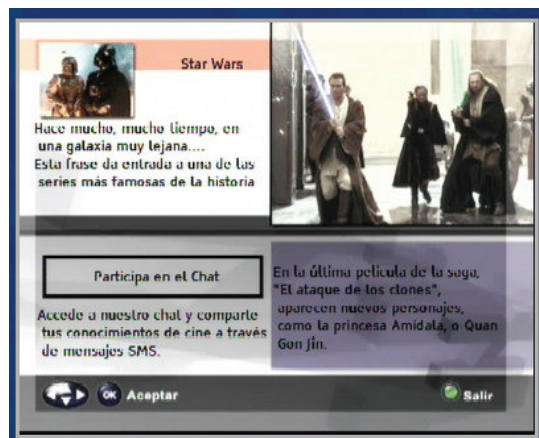 Star Wars
Hace mucho, mucho tiempo, en
una galaxia muy lejana....
Esta frase da entrada a una de las
series más famosas de la historia
Participa en el Chat
Accede a nuestro chat y comparte
tus conocimientos de cine a través
de mensajes SMS.
En la última pelicula de la saga,
"El ataque de los clones",
aparecen nuevos personajes,
como la princesa Amidala, o Quan
Gon Jin.
OK Aceptar
Salir